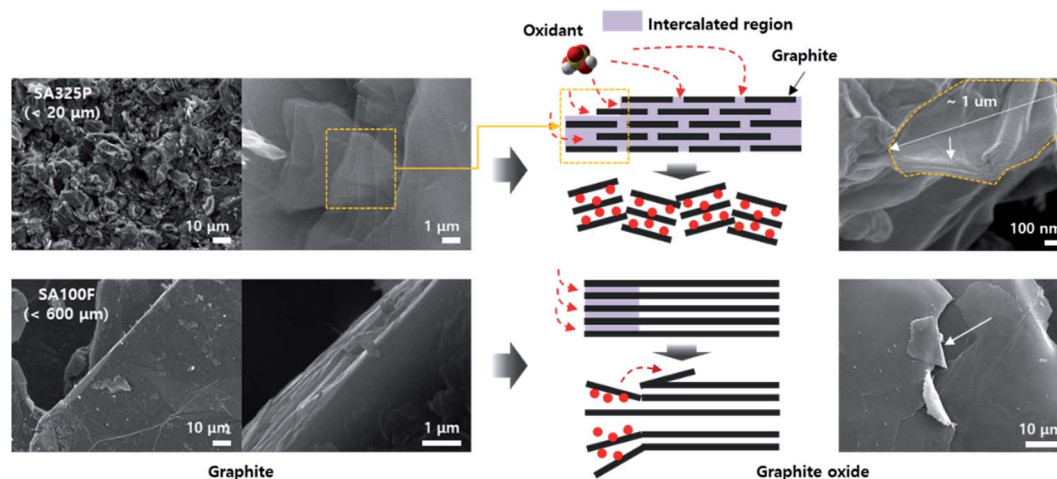 Intercalated region
Oxidant
Graphite
SA325P
(< 20 μm)
10 μm
1 μm
~ 1 um
100 nm
SA100F
(< 600 μm)
10 μm
1 μm
10 μm
Graphite
Graphite oxide